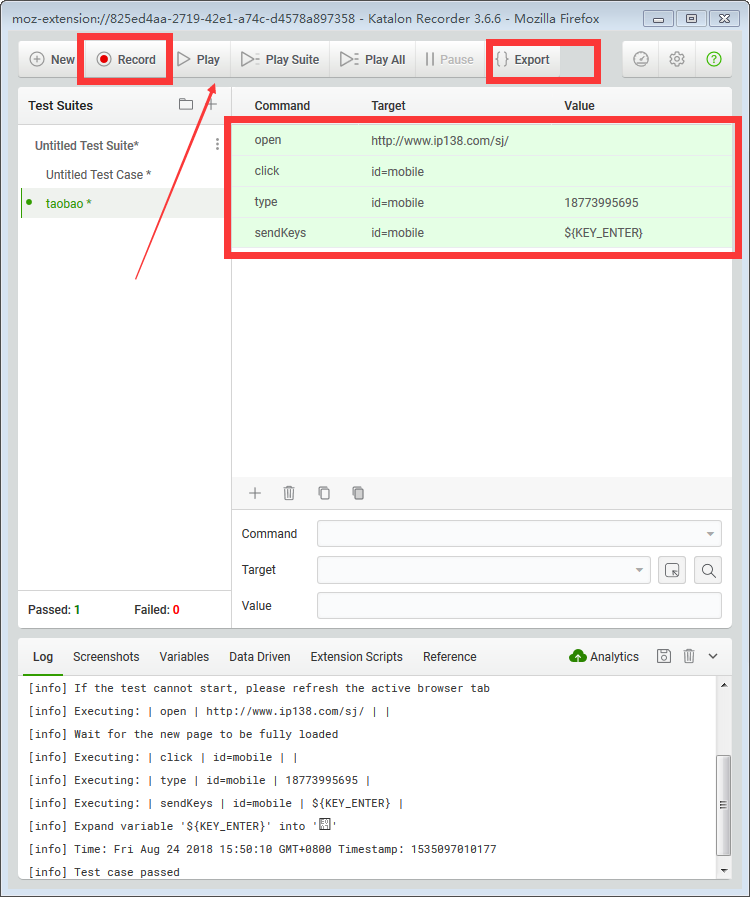 moz-extension://825ed4aa-2719-42e1-a74c-d4578a897358 - Katalon Recorder 3.6.6 - Mozilla Firefox
New Record Play Play Suite Play All Pause {} Export
Test Suites
Command Target Value
Untitled Test Suite*
Untitled Test Case *
taobao *
open http://www.ip138.com/sj/
click id=mobile
type id=mobile 18773995695
sendKeys id=mobile ${KEY_ENTER}
Command
Target
Value
Passed: 1 Failed: 0
Log Screenshots Variables Data Driven Extension Scripts Reference Analytics
[info] If the test cannot start, please refresh the active browser tab
[info] Executing: | open | http://www.ip138.com/sj/ | |
[info] Wait for the new page to be fully loaded
[info] Executing: | click | id=mobile | |
[info] Executing: | type | id=mobile | 18773995695 |
[info] Executing: | sendKeys | id=mobile | ${KEY_ENTER} |
[info] Expand variable '${KEY_ENTER}' into ''
[info] Time: Fri Aug 24 2018 15:50:10 GMT+0800 Timestamp: 1535097010177
[info] Test case passed